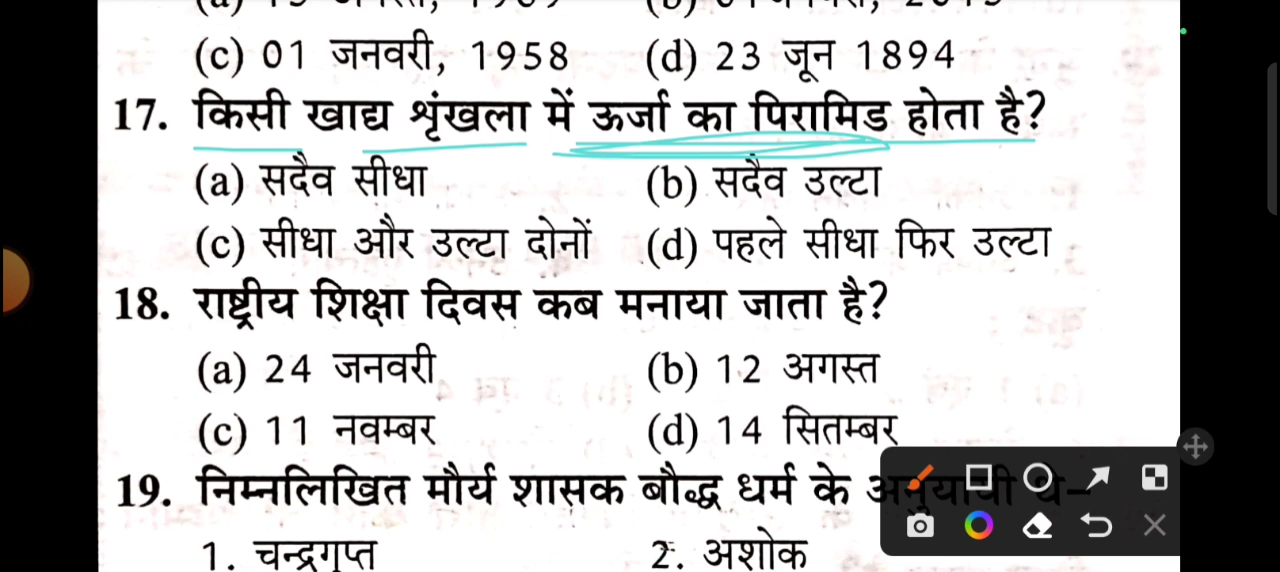 (c) 01 जनवरी, 1958 (d) 23 जून 1894
17. किसी खाद्य शृंखला में ऊर्जा का पिरामिड होता है?
(a) सदैव सीधा (b) सदैव उल्टा
(c) सीधा और उल्टा दोनों (d) पहले सीधा फिर उल्टा
18. राष्ट्रीय शिक्षा दिवस कब मनाया जाता है?
(a) 24 जनवरी (b) 12 अगस्त
(c) 11 नवम्बर (d) 14 सितम्बर
19. निम्नलिखित मौर्य शासक बौद्ध धर्म के अनुयायी थे–
1. चन्द्रगुप्त 2. अशोक